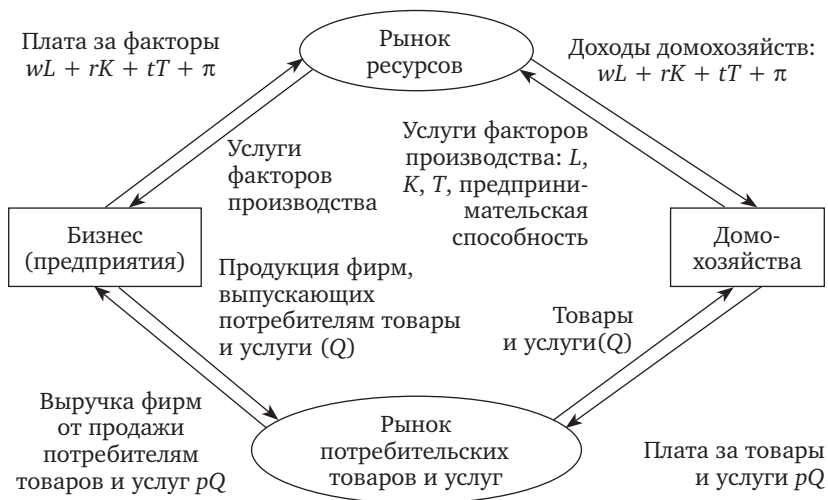 Плата за факторы
wL + rK + tT + π
Рынок
ресурсов
Доходы домохозяйств:
wL + rK + tT + π
Услуги
факторов
производства
Услуги факторов
производства: L,
K, T, предприни-
мательская
способность
Бизнес
(предприятия)
Домо-
хозяйства
Продукция фирм,
выпускающих
потребителям товары
и услуги (Q)
Товары
и услуги(Q)
Выручка фирм
от продажи
потребителям
товаров и услуг pQ
Рынок
потребительских
товаров и услуг
Плата за товары
и услуги pQ